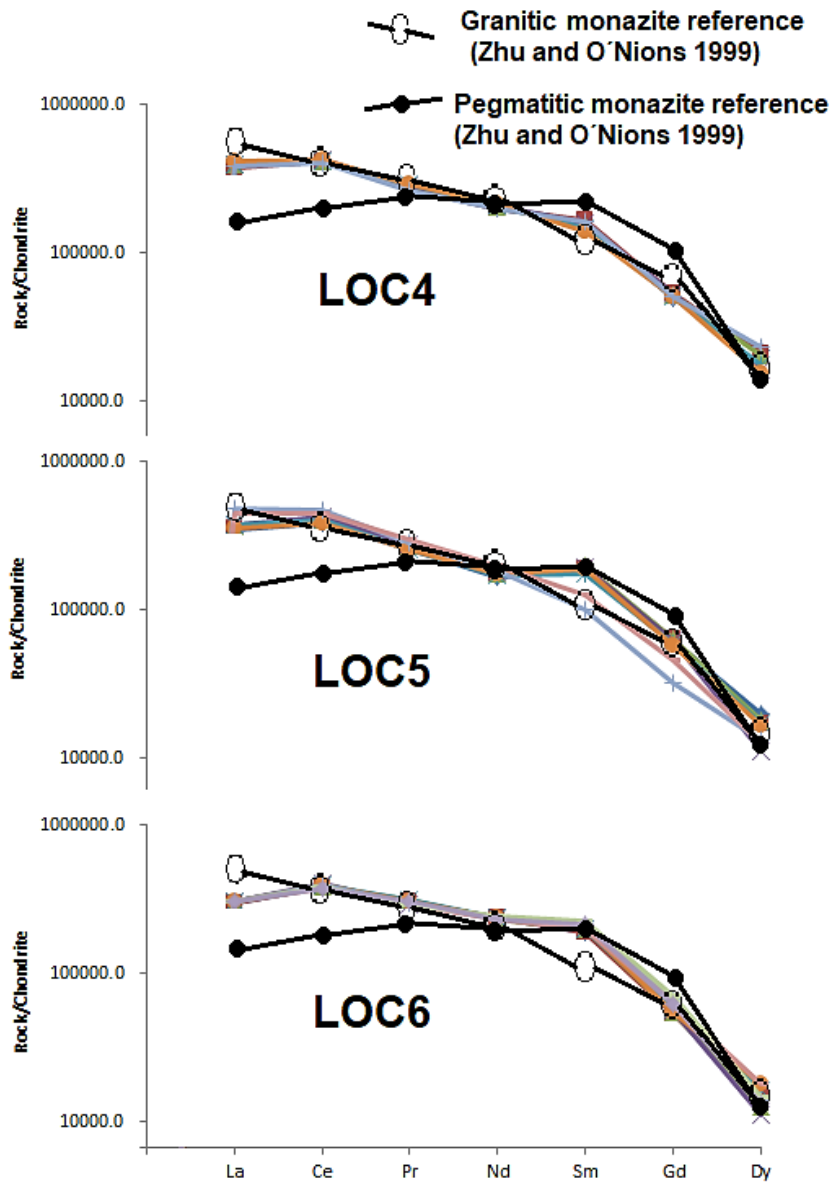 Granitic monazite reference
(Zhu and O´Nions 1999)
Pegmatitic monazite reference
(Zhu and O´Nions 1999)
1000000.0
100000.0
10000.0
Rock/Chondrite
LOC4
1000000.0
100000.0
10000.0
Rock/Chondrite
LOC5
1000000.0
100000.0
10000.0
Rock/Chondrite
LOC6
La Ce Pr Nd Sm Gd Dy